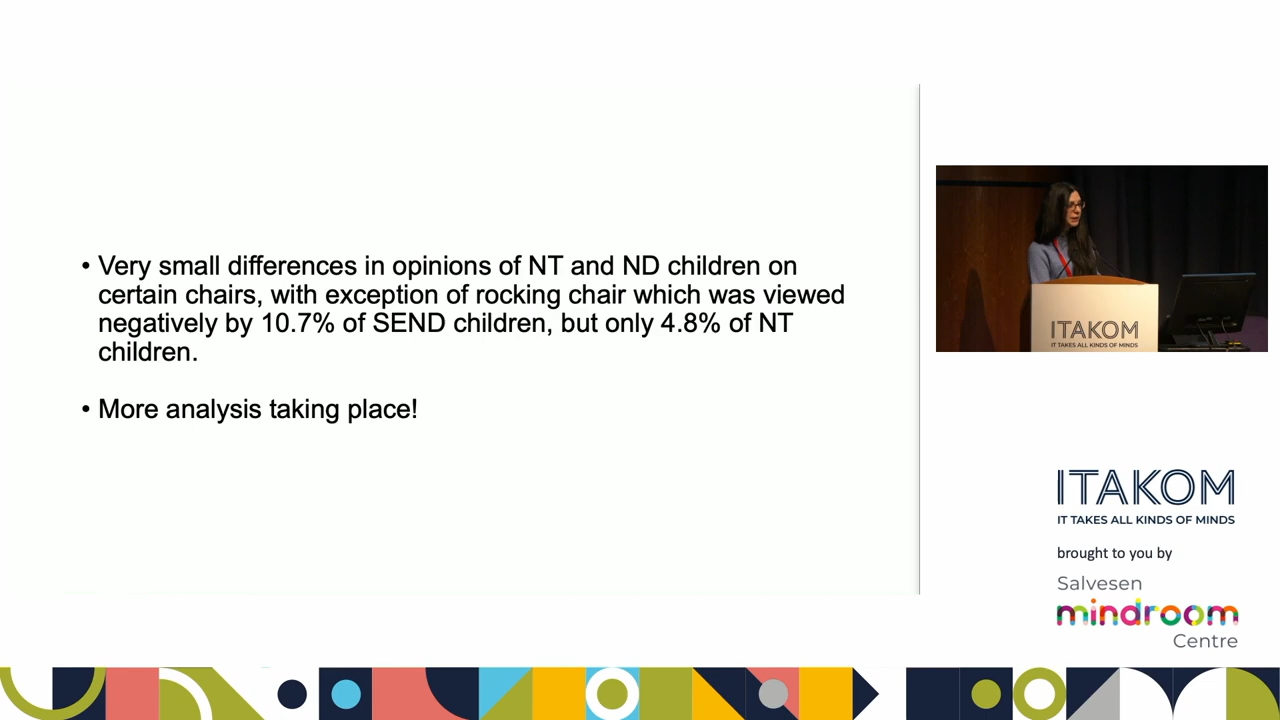 • Very small differences in opinions of NT and ND children on
certain chairs, with exception of rocking chair which was viewed
negatively by 10.7% of SEND children, but only 4.8% of NT
children.
• More analysis taking place!
ITAKOM
IT TAKES ALL KINDS OF MINDS
ITAKOM
IT TAKES ALL KINDS OF MINDS
brought to you by
Salvesen
mindroom
Centre